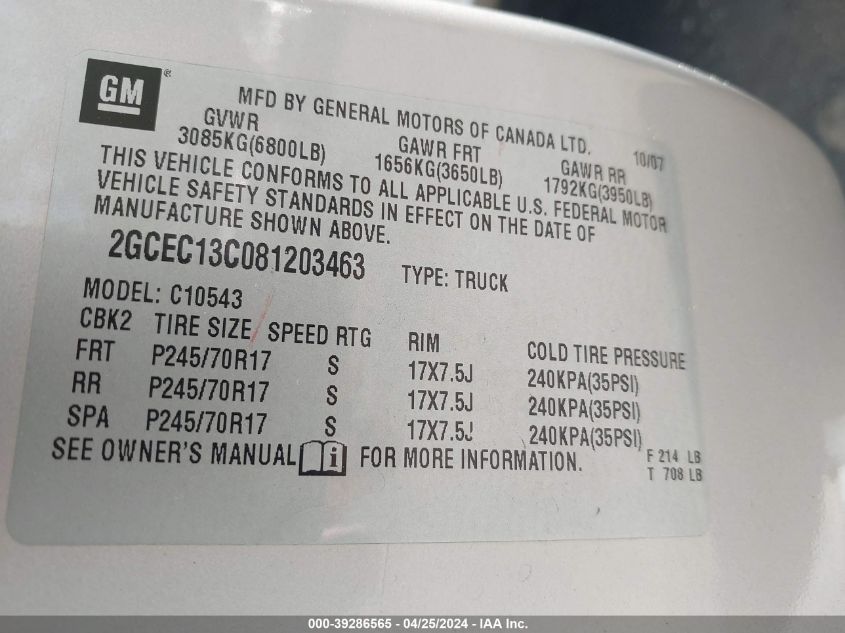 GM ®
MFD BY GENERAL MOTORS OF CANADA LTD. 10/07
GVWR GAWR FRT GAWR RR
3085KG(6800LB) 1656KG(3650LB) 1792KG(3950LB)
THIS VEHICLE CONFORMS TO ALL APPLICABLE U.S. FEDERAL MOTOR
VEHICLE SAFETY STANDARDS IN EFFECT ON THE DATE OF
MANUFACTURE SHOWN ABOVE.
2GCEC13C081203463 TYPE: TRUCK
MODEL: C10543
CBK2 TIRE SIZE SPEED RTG RIM COLD TIRE PRESSURE
FRT P245/70R17 S 17X7.5J 240KPA(35PSI)
RR P245/70R17 S 17X7.5J 240KPA(35PSI)
SPA P245/70R17 S 17X7.5J 240KPA(35PSI)
SEE OWNER'S MANUAL i FOR MORE INFORMATION.
F 214 LB
T 708 LB
000-39286565 - 04/25/2024 - IAA Inc.